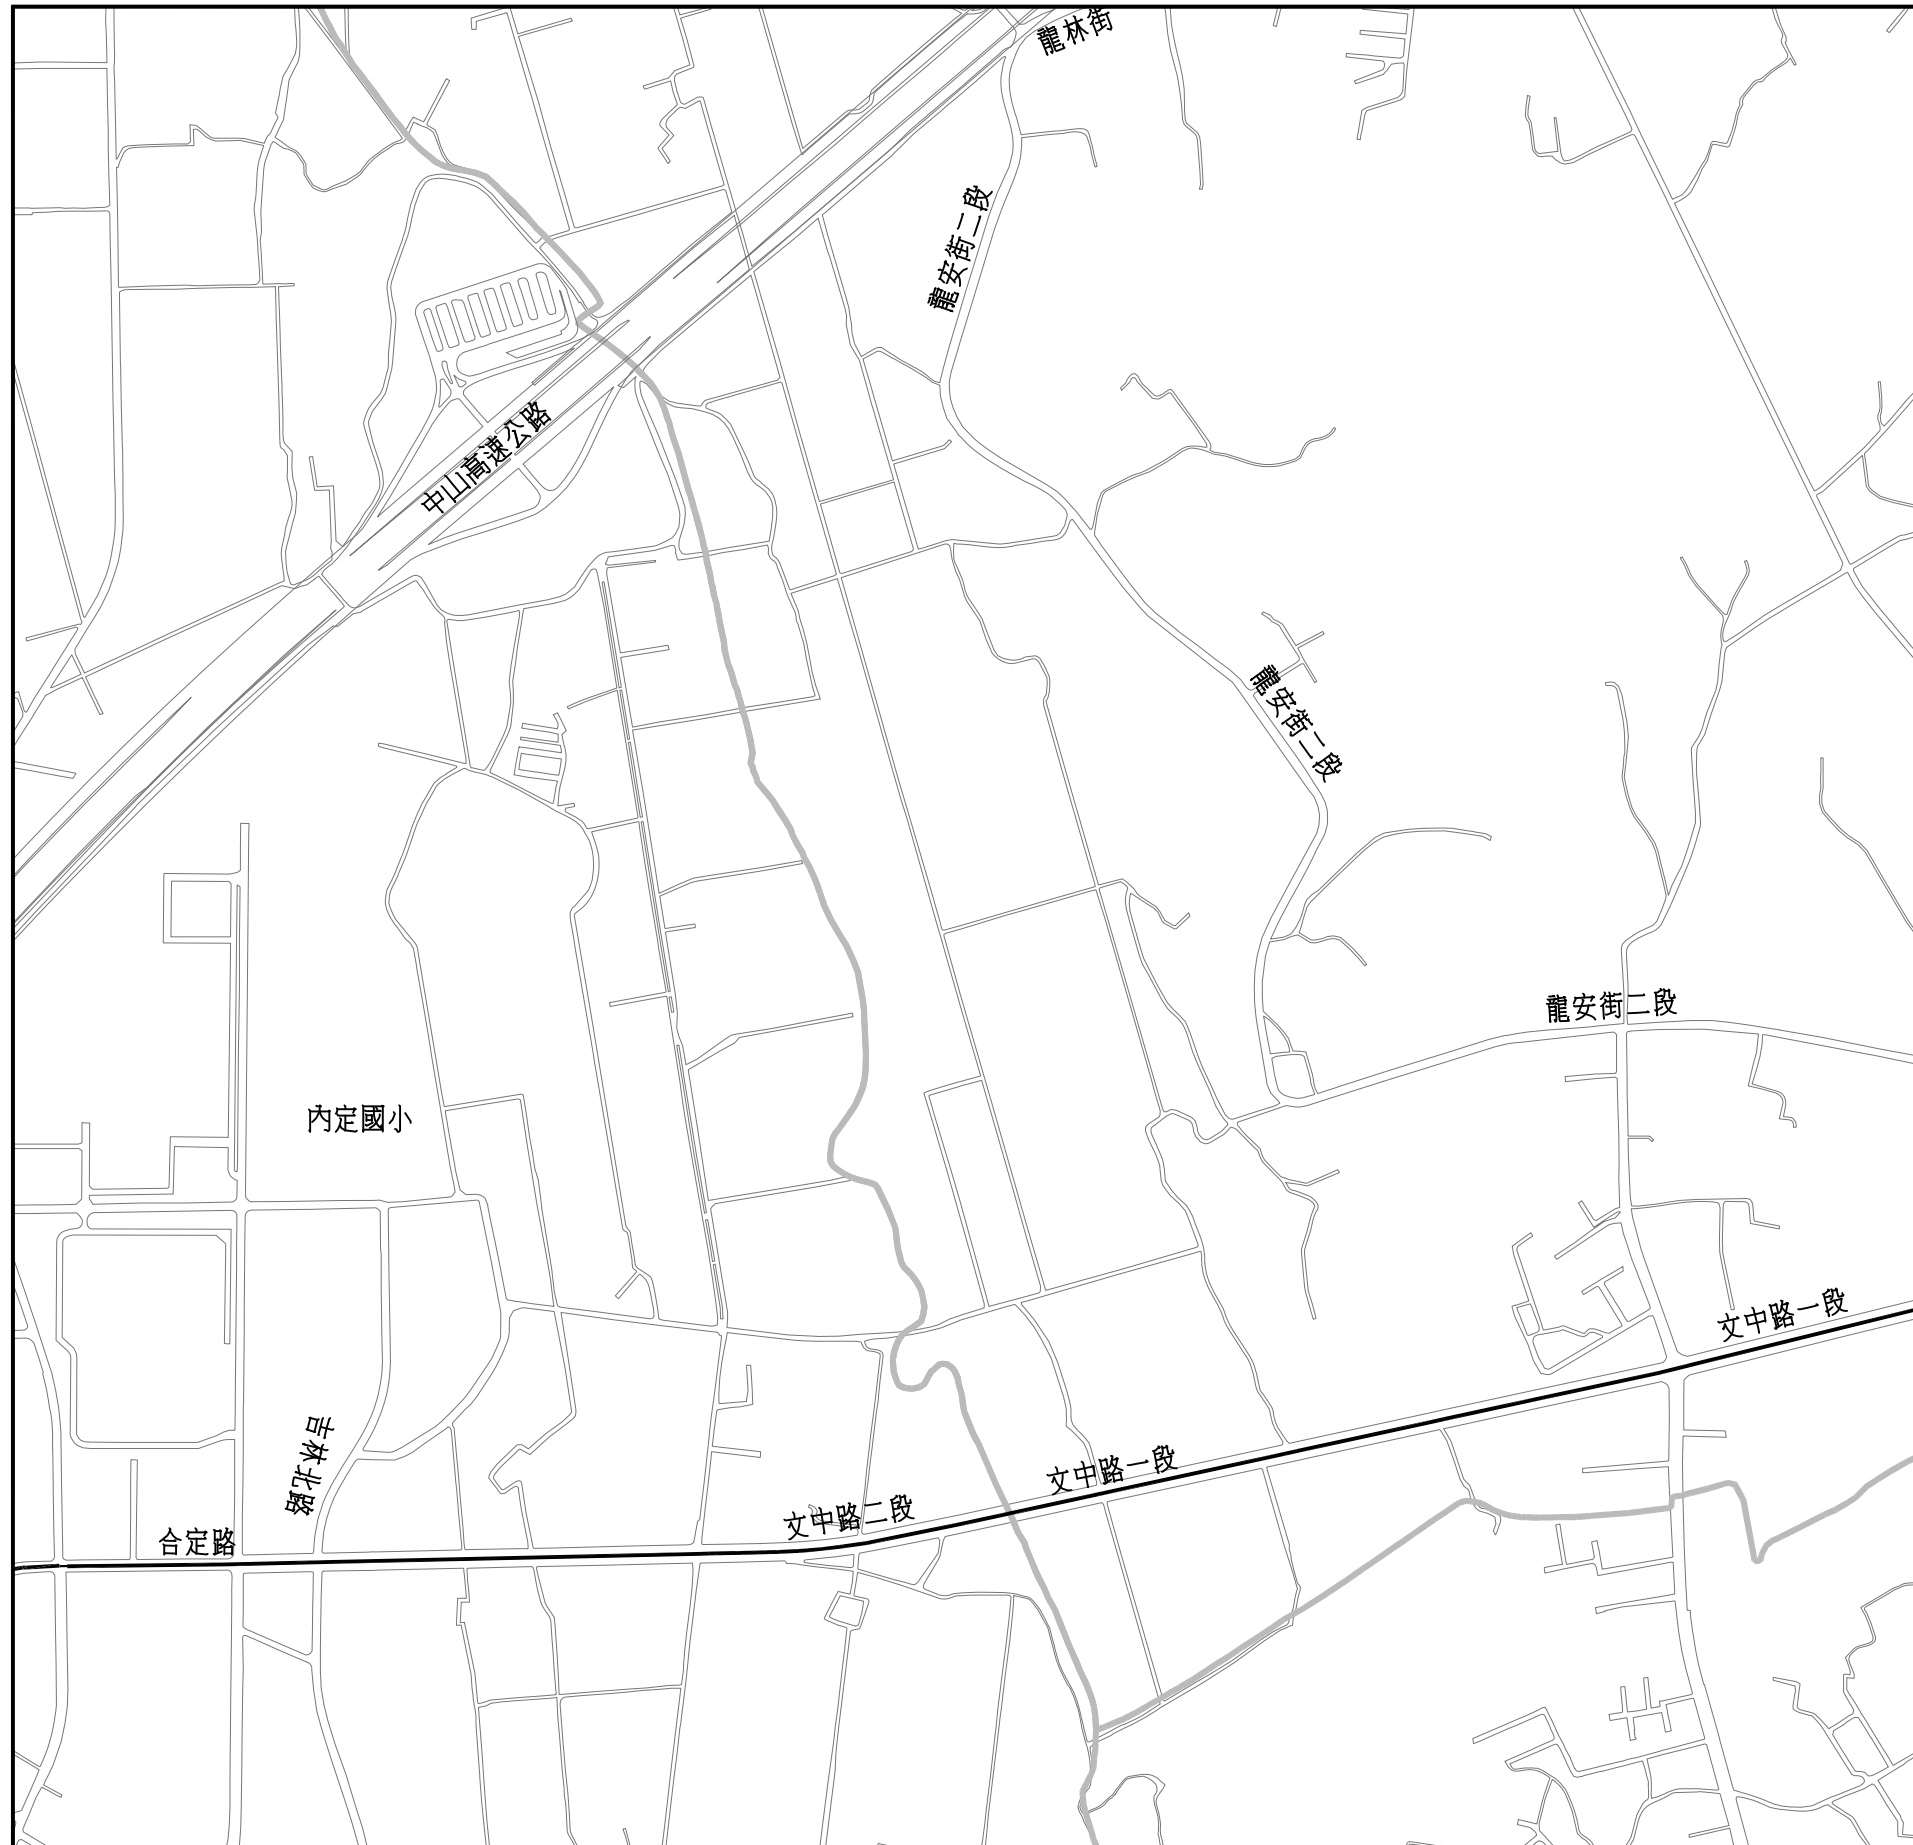 龍林街
龍安街二段
中山高速公路
龍安街二段
龍安街二段
內定國小
文中路一段
吉林北路
文中路一段
文中路二段
合定路